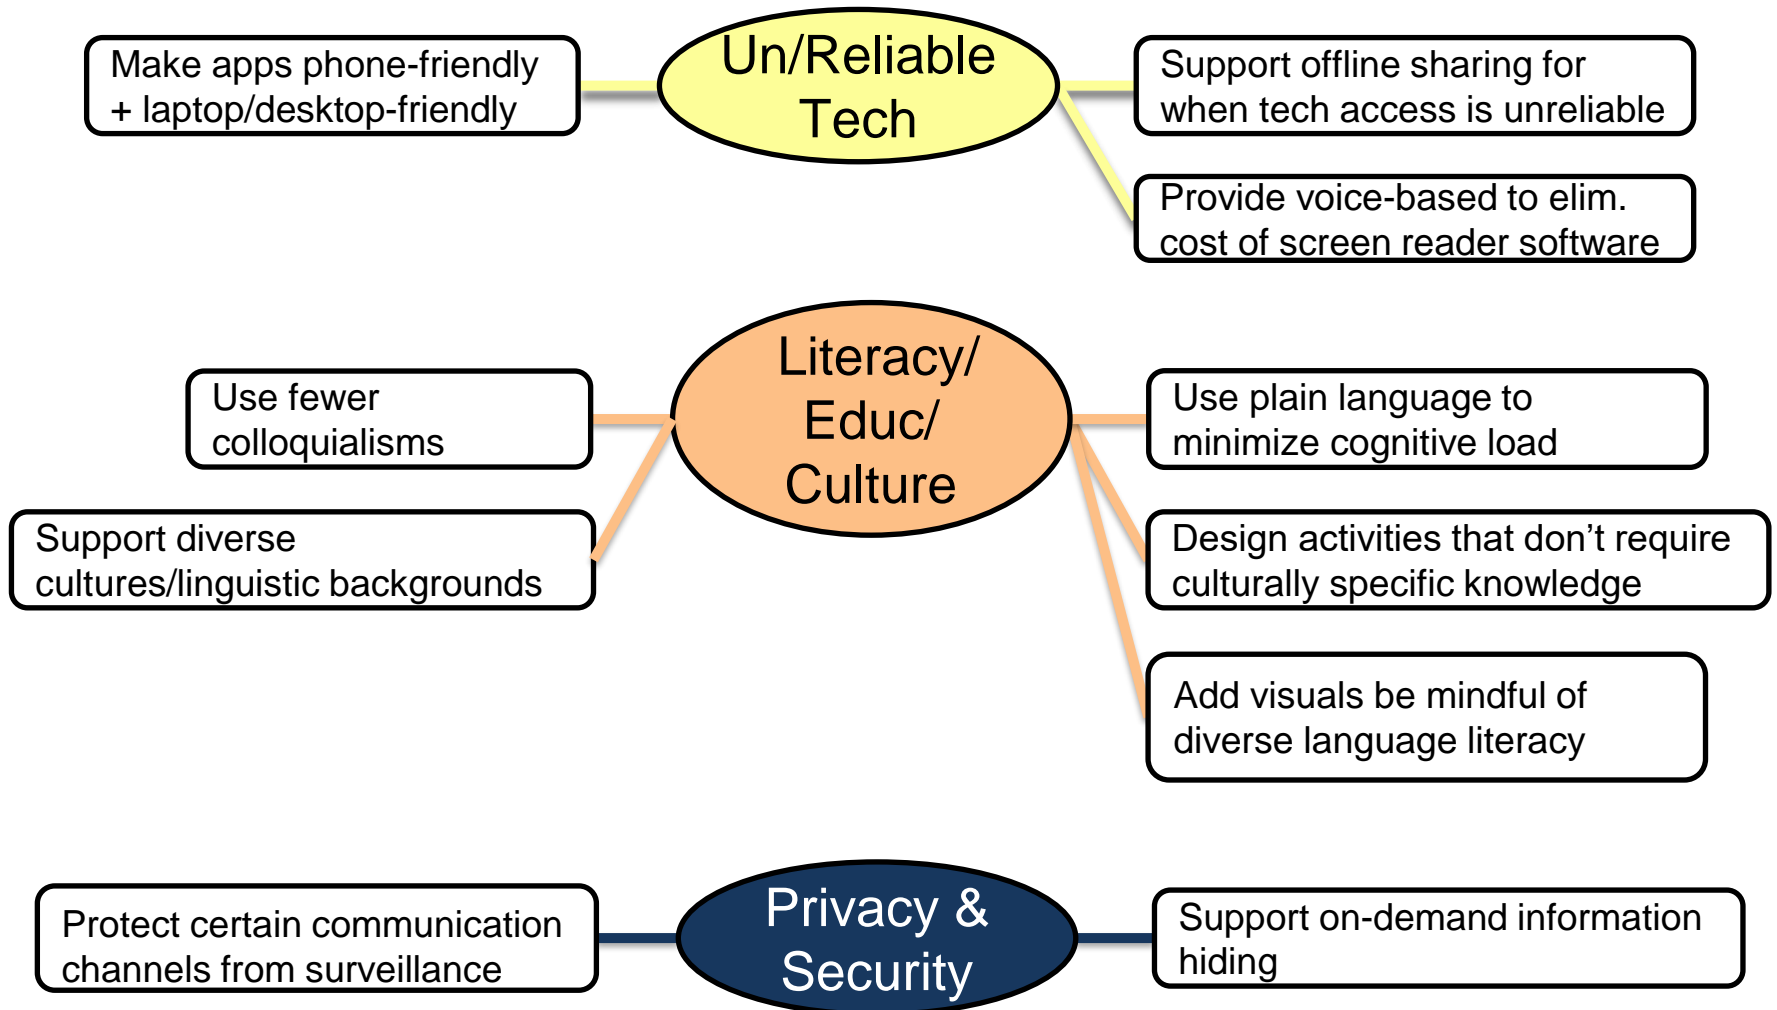 Make apps phone-friendly
+ laptop/desktop-friendly
Un/Reliable
Tech
Support offline sharing for
when tech access is unreliable
Provide voice-based to elim.
cost of screen reader software
Use fewer
colloquialisms
Support diverse
cultures/linguistic backgrounds
Literacy/
Educ/
Culture
Use plain language to
minimize cognitive load
Design activities that don’t require
culturally specific knowledge
Add visuals be mindful of
diverse language literacy
Protect certain communication
channels from surveillance
Privacy &
Security
Support on-demand information
hiding